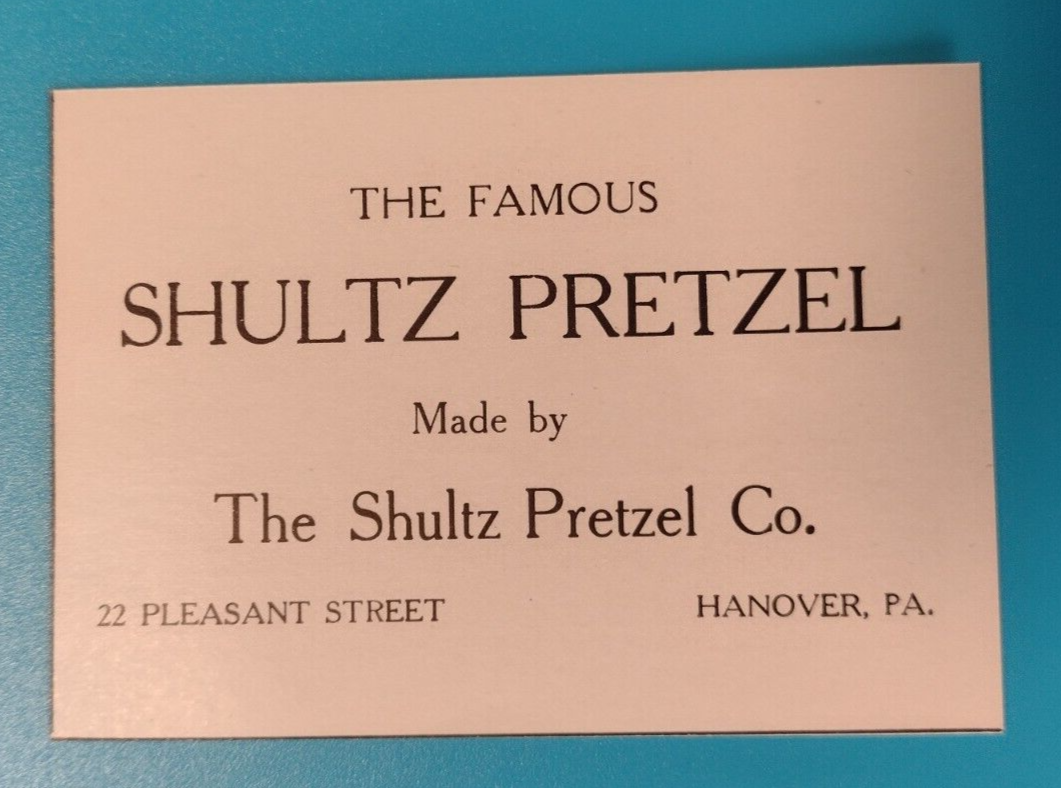 THE FAMOUS
SHULTZ PRETZEL
Made by
The Shultz Pretzel Co.
22 PLEASANT STREET HANOVER, PA.